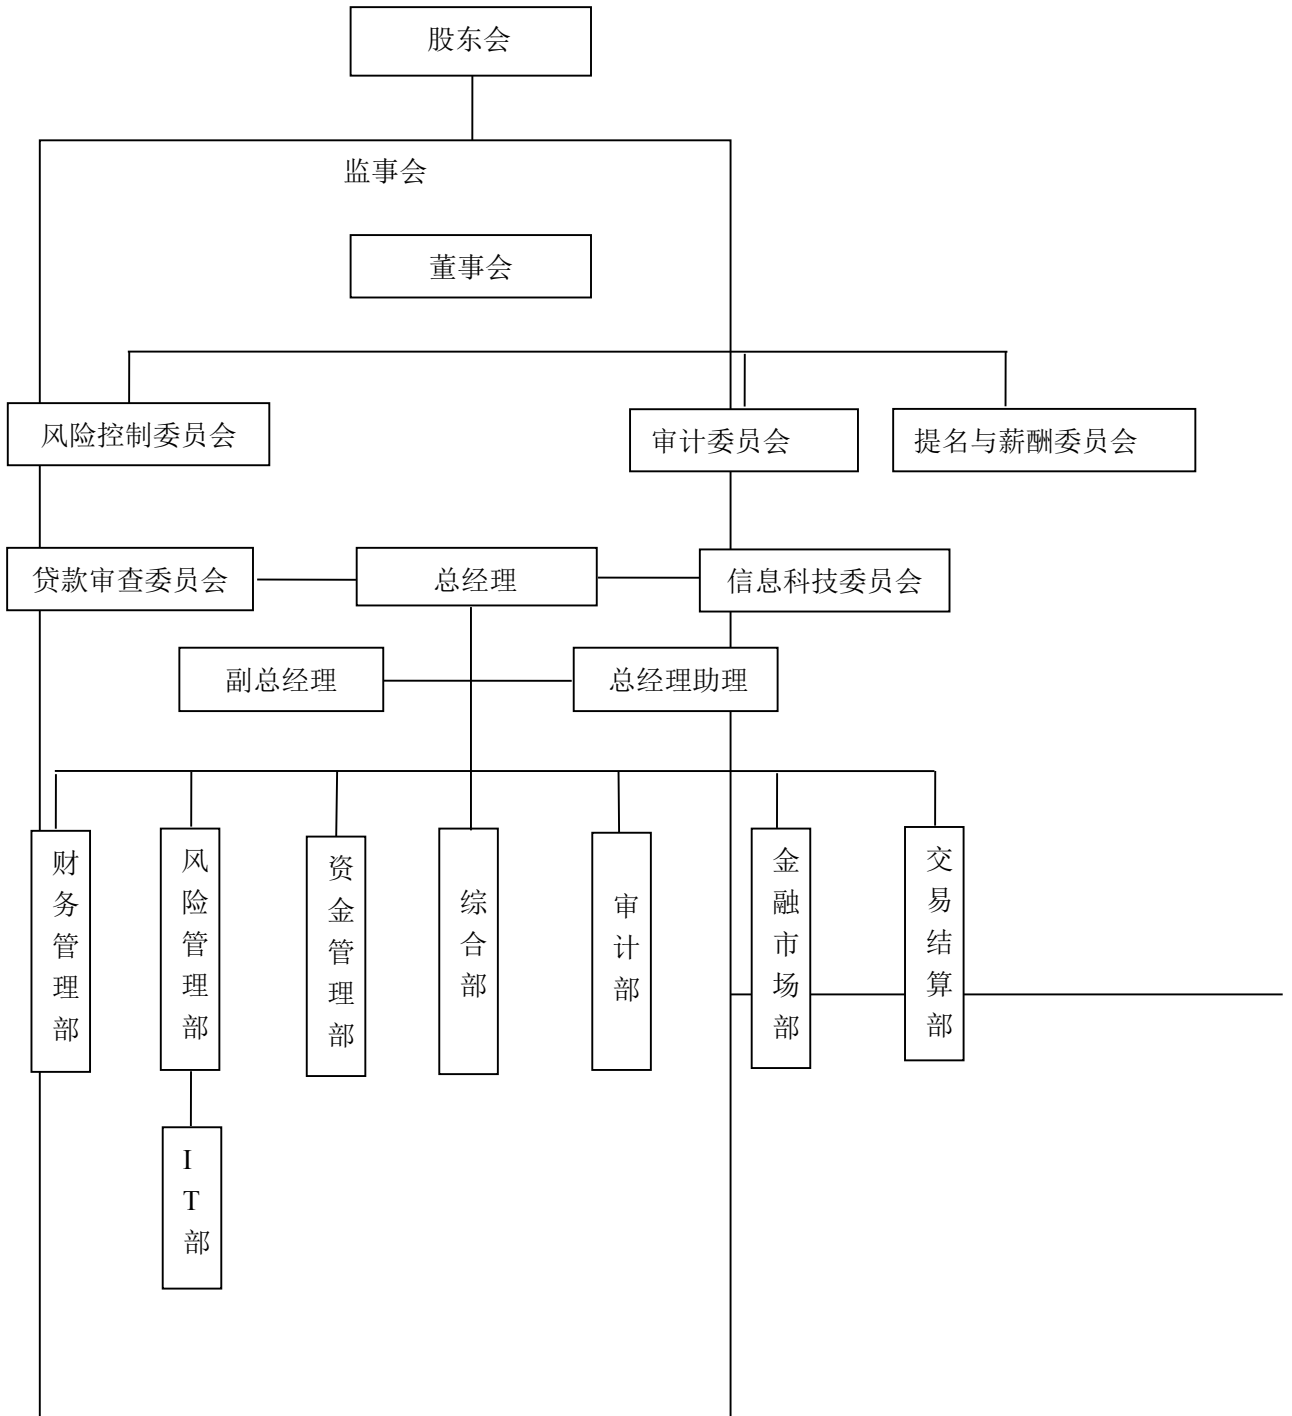 股东会
监事会
董事会
风险控制委员会
审计委员会
提名与薪酬委员会
贷款审查委员会
总经理
信息科技委员会
副总经理
总经理助理
财务管理部
风险管理部
资金管理部
综合部
审计部
金融市场部
交易结算部
IT部